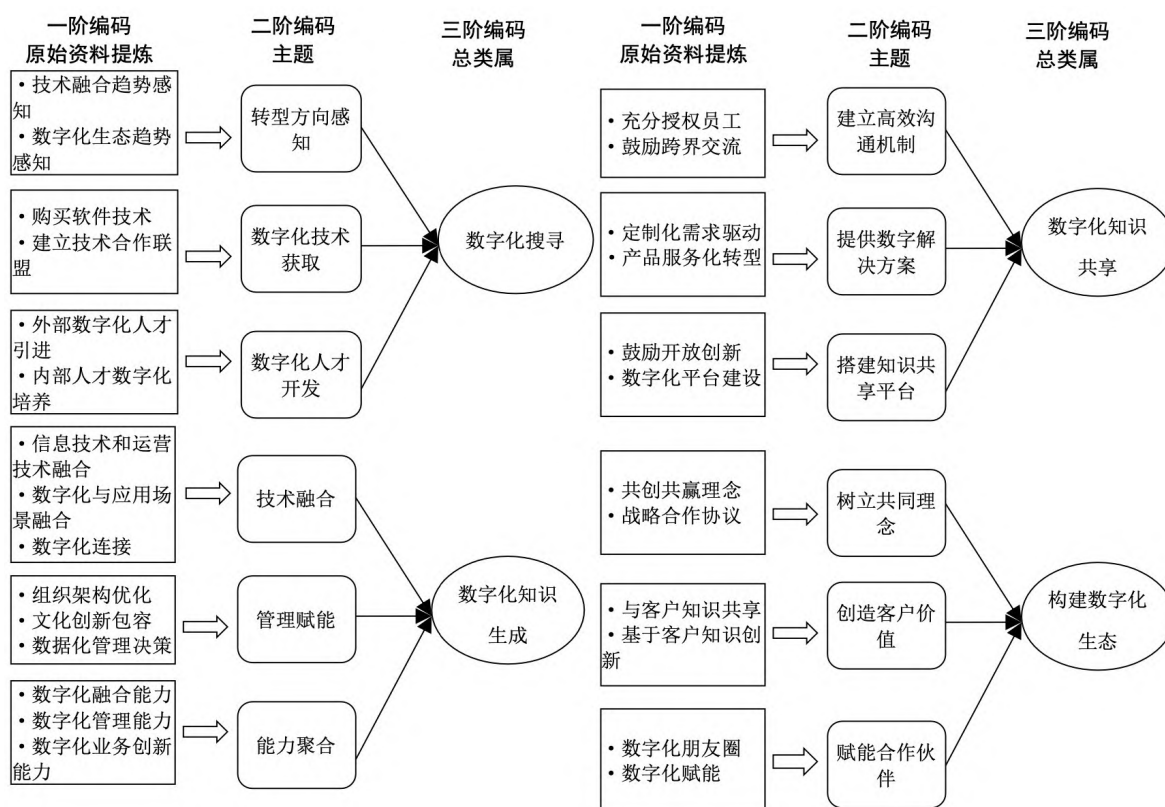 一阶编码
原始资料提炼
二阶编码
主题
三阶编码
总类属
·技术融合趋势感
知
·数字化生态趋势
感知
转型方向感
知
·购买软件技术
·建立技术合作联
盟
数字化技术
获取
·外部数字化人才
引进
·内部人才数字化
培养
数字化人才
开发
数字化搜寻
·信息技术和运营
技术融合
·数字化与应用场
景融合
·数字化连接
技术融合
·组织架构优化
·文化创新包容
·数据化管理决策
管理赋能
·数字化融合能力
·数字化管理能力
·数字化业务创新
能力
能力聚合
数字化知识
生成
一阶编码
原始资料提炼
二阶编码
主题
三阶编码
总类属
·充分授权员工
·鼓励跨界交流
建立高效沟
通机制
·定制化需求驱动
·产品服务化转型
提供数字解
决方案
·鼓励开放创新
·数字化平台建设
搭建知识共
享平台
数字化知识
共享
·共创共赢理念
·战略合作协议
树立共同理
念
·与客户知识共享
·基于客户知识创
新
创造客户价
值
·数字化朋友圈
·数字化赋能
赋能合作伙
伴
构建数字化
生态